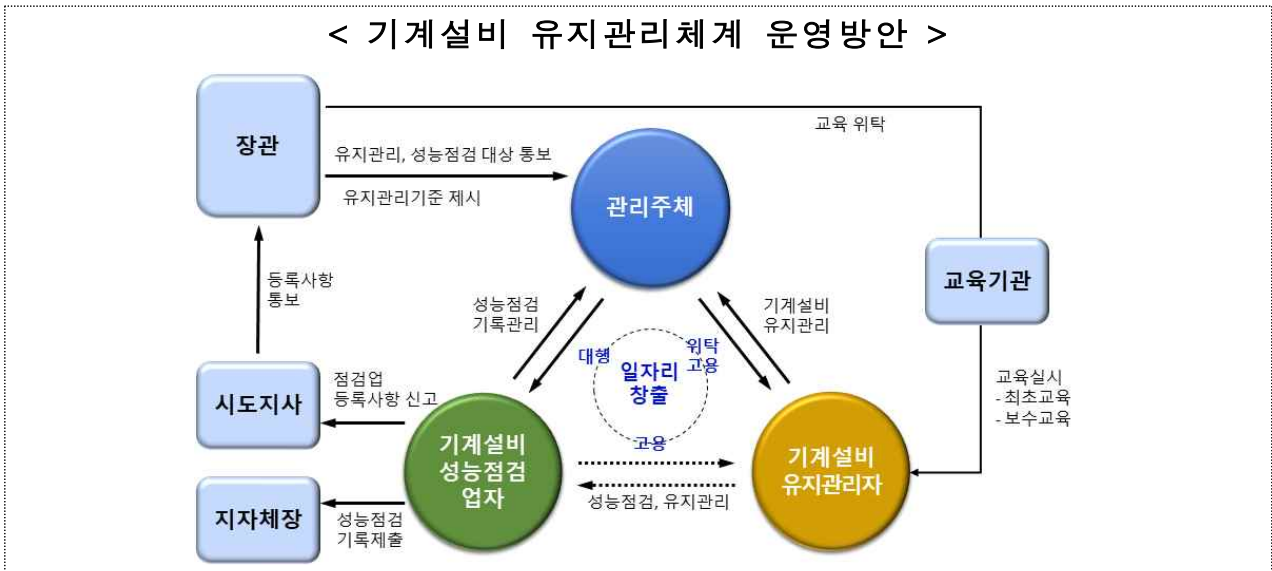 < 기계설비 유지관리체계 운영방안 >
장관
교육 위탁
유지관리, 성능점검 대상 통보
유지관리기준 제시
관리주체
교육기관
등록사항
통보
성능점검
기록관리
기계설비
유지관리
대행
위탁
고용
일자리
창출
고용
시도지사
점검업
등록사항 신고
교육실시
- 최초교육
- 보수교육
기계설비
성능점검
업자
기계설비
유지관리자
성능점검, 유지관리
지자체장
성능점검
기록제출